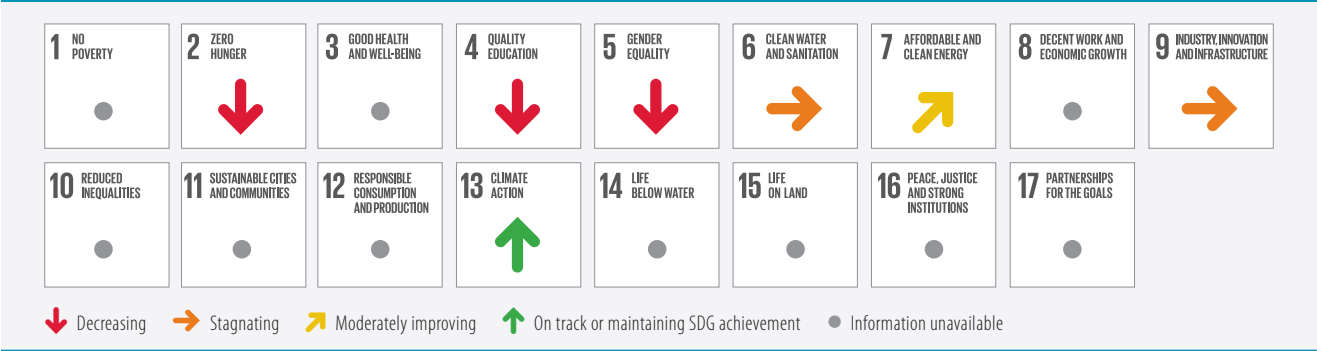 1 NO POVERTY
2 ZERO HUNGER
3 GOOD HEALTH AND WELL-BEING
4 QUALITY EDUCATION
5 GENDER EQUALITY
6 CLEAN WATER AND SANITATION
7 AFFORDABLE AND CLEAN ENERGY
8 DECENT WORK AND ECONOMIC GROWTH
9 INDUSTRY, INNOVATION AND INFRASTRUCTURE
10 REDUCED INEQUALITIES
11 SUSTAINABLE CITIES AND COMMUNITIES
12 RESPONSIBLE CONSUMPTION AND PRODUCTION
13 CLIMATE ACTION
14 LIFE BELOW WATER
15 LIFE ON LAND
16 PEACE, JUSTICE AND STRONG INSTITUTIONS
17 PARTNERSHIPS FOR THE GOALS
Decreasing
Stagnating
Moderately improving
On track or maintaining SDG achievement
Information unavailable